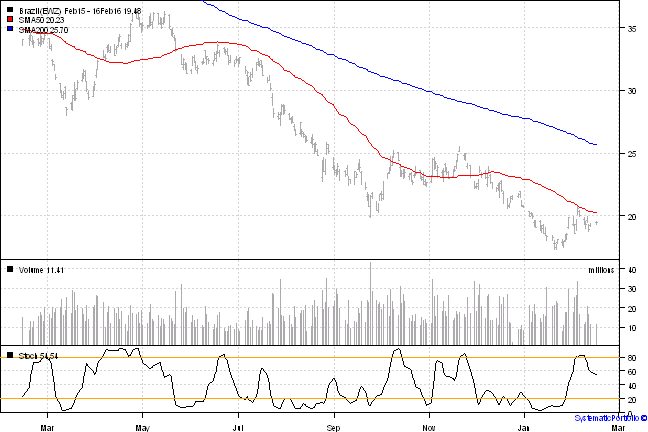 Brazil(EWZ) Feb15 - 16Feb16 19.48
SMA50 20.23
SMA200 25.70
35
30
25
20
Volume 11.41
millions
40
30
20
10
Stoch 54.54
80
60
40
20
0
Mar May Jul Sep Nov Jan Mar
SystematicPortfolio ©